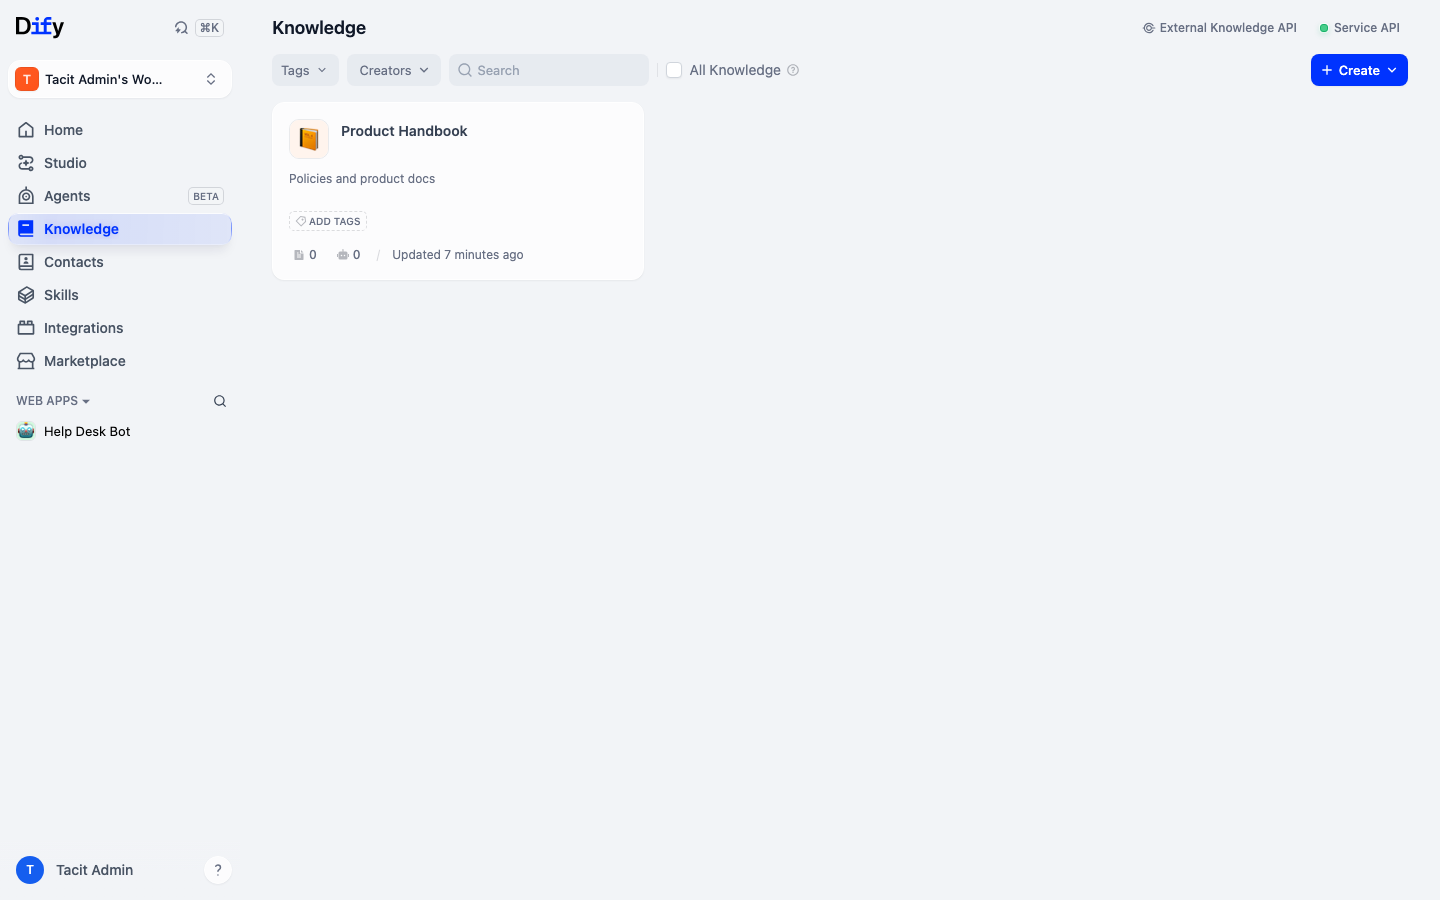 Dify
⌘K
Tacit Admin's Wo...
Home
Studio
Agents
BETA
Knowledge
Contacts
Skills
Integrations
Marketplace
WEB APPS
Help Desk Bot
T
Tacit Admin
?
Knowledge
External Knowledge API
Service API
Tags
Creators
Search
All Knowledge
Create
Product Handbook
Policies and product docs
ADD TAGS
0
0
/
Updated 7 minutes ago